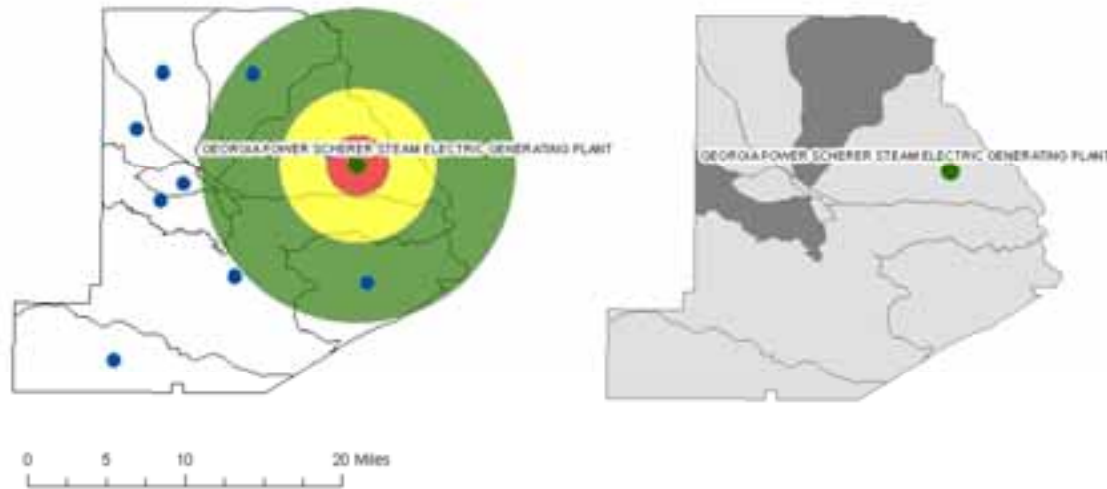 GEORGIA POWER SCHERER STEAM ELECTRIC GENERATING PLANT
GEORGIA POWER SCHERER STEAM ELECTRIC GENERATING PLANT
0 5 10 20 Miles